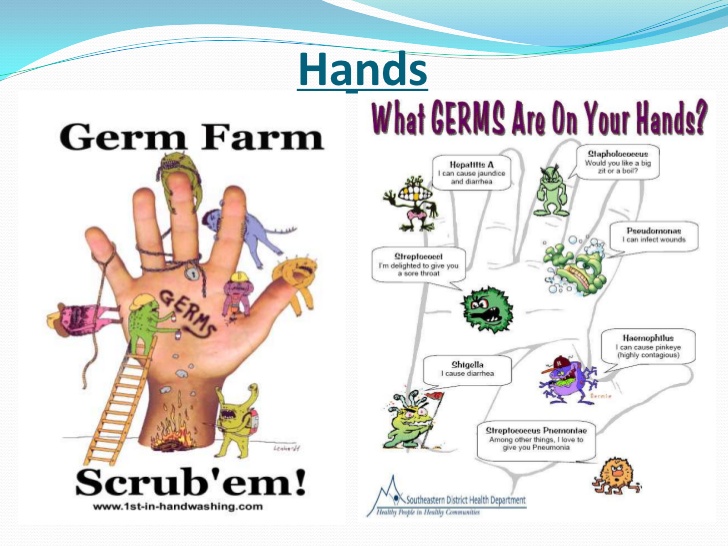 Hands
Germ Farm
GERMS
Scrub'em!
www.1st-in-handwashing.com
What GERMS Are On Your Hands?
Hepatitis A
I can cause jaundice
and diarrhea
Staphylococcus
Would you like a big
zit or a boil?
Pseudomonas
I can infect wounds
Streptococci
I'm delighted to give you
a sore throat
Haemophilus
I can cause pinkeye
(highly contagious)
Shigella
I cause diarrhea
Streptococcus Pnemontae
Among other things, I love to
give you Pneumonia
Southeastern District Health Department
Healthy People in Healthy Communities